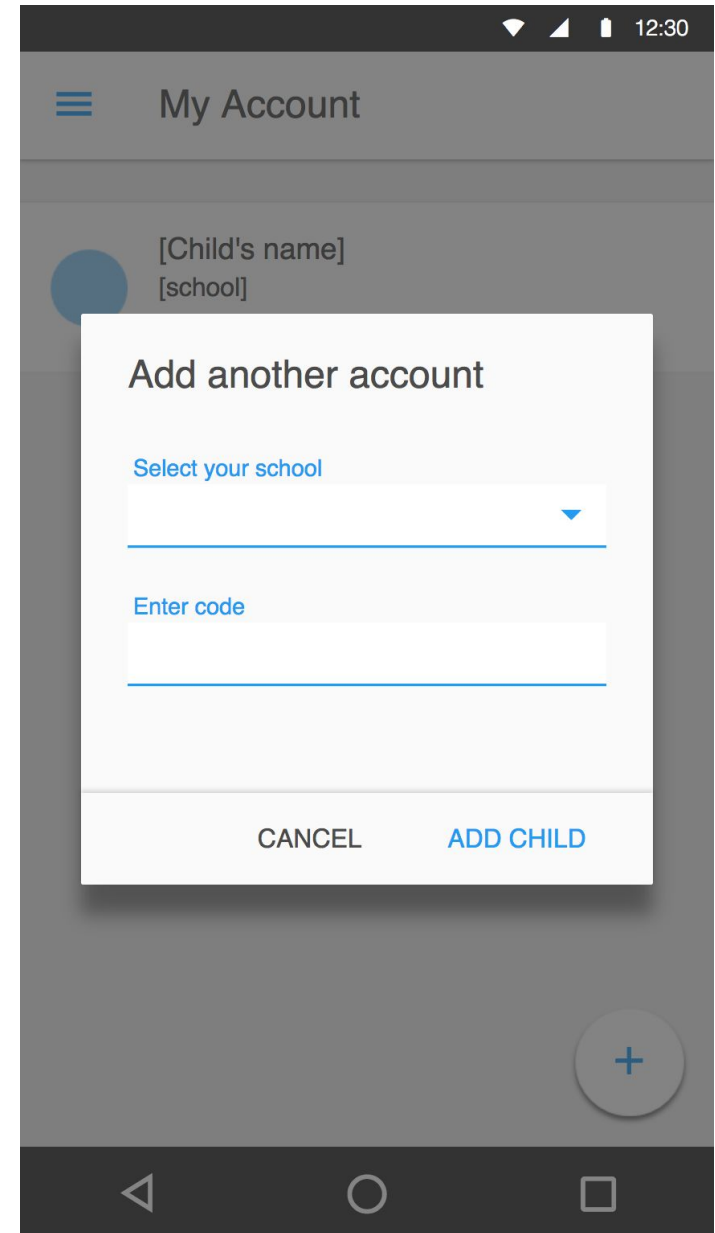 12:30
My Account
[Child's name]
[school]
Add another account
Select your school
Enter code
CANCEL ADD CHILD